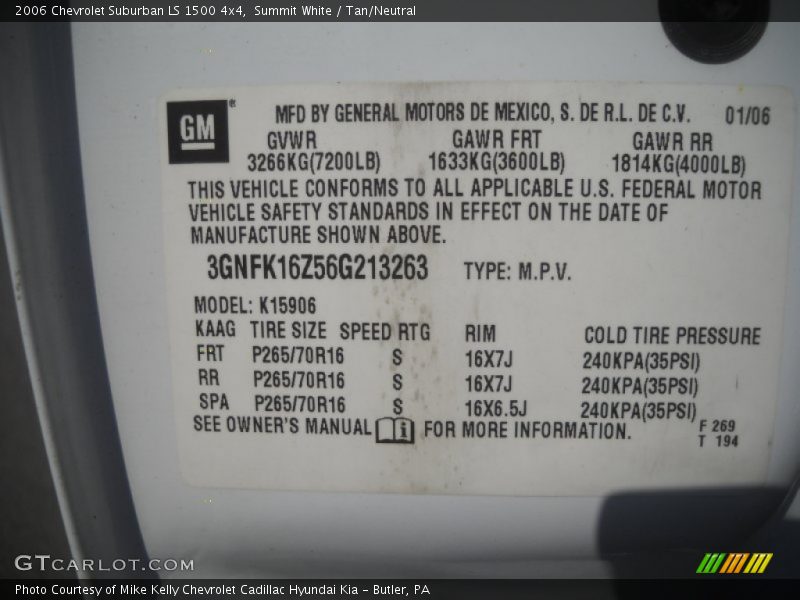 2006 Chevrolet Suburban LS 1500 4x4, Summit White / Tan/Neutral
GM® MFD BY GENERAL MOTORS DE MEXICO, S. DE R.L. DE C.V. 01/06
GVWR GAWR FRT GAWR RR
3266KG(7200LB) 1633KG(3600LB) 1814KG(4000LB)
THIS VEHICLE CONFORMS TO ALL APPLICABLE U.S. FEDERAL MOTOR
VEHICLE SAFETY STANDARDS IN EFFECT ON THE DATE OF
MANUFACTURE SHOWN ABOVE.
3GNFK16Z56G213263 TYPE: M.P.V.
MODEL: K15906
KAAG TIRE SIZE SPEED RTG RIM COLD TIRE PRESSURE
FRT P265/70R16 S 16X7J 240KPA(35PSI)
RR P265/70R16 S 16X7J 240KPA(35PSI)
SPA P265/70R16 S 16X6.5J 240KPA(35PSI)
SEE OWNER'S MANUAL i FOR MORE INFORMATION. F 269
T 194
GTCARLOT.COM
Photo Courtesy of Mike Kelly Chevrolet Cadillac Hyundai Kia - Butler, PA